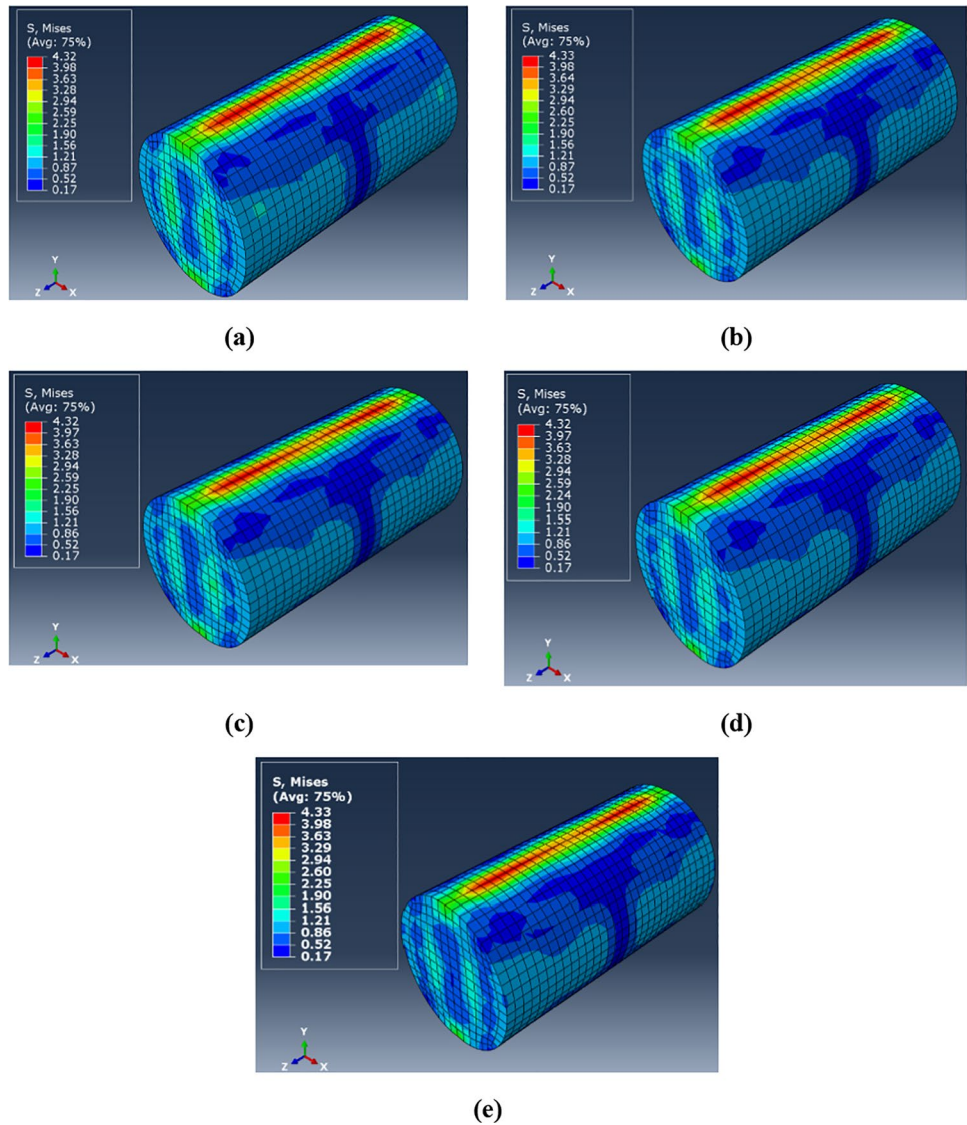 S, Mises
(Avg: 75%)
4.32
3.98
3.63
3.28
2.94
2.59
2.25
1.90
1.56
1.21
0.87
0.52
0.17
Y
Z
X
(a)
S, Mises
(Avg: 75%)
4.33
3.98
3.64
3.29
2.94
2.60
2.25
1.90
1.56
1.21
0.87
0.52
0.17
Y
Z
X
(b)
S, Mises
(Avg: 75%)
4.32
3.97
3.63
3.28
2.94
2.59
2.25
1.90
1.56
1.21
0.86
0.52
0.17
Y
Z
X
(c)
S, Mises
(Avg: 75%)
4.32
3.97
3.63
3.28
2.94
2.59
2.24
1.90
1.55
1.21
0.86
0.52
0.17
Y
Z
X
(d)
S, Mises
(Avg: 75%)
4.33
3.98
3.63
3.29
2.94
2.60
2.25
1.90
1.56
1.21
0.86
0.52
0.17
Y
Z
X
(e)